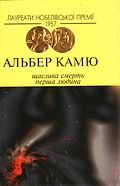 ЛАУРЕАТИ НОБЕЛІВСЬКОЇ ПРЕМІЇ
1957
АЛЬБЕР КАМЮ
щаслива смерть
перша людина